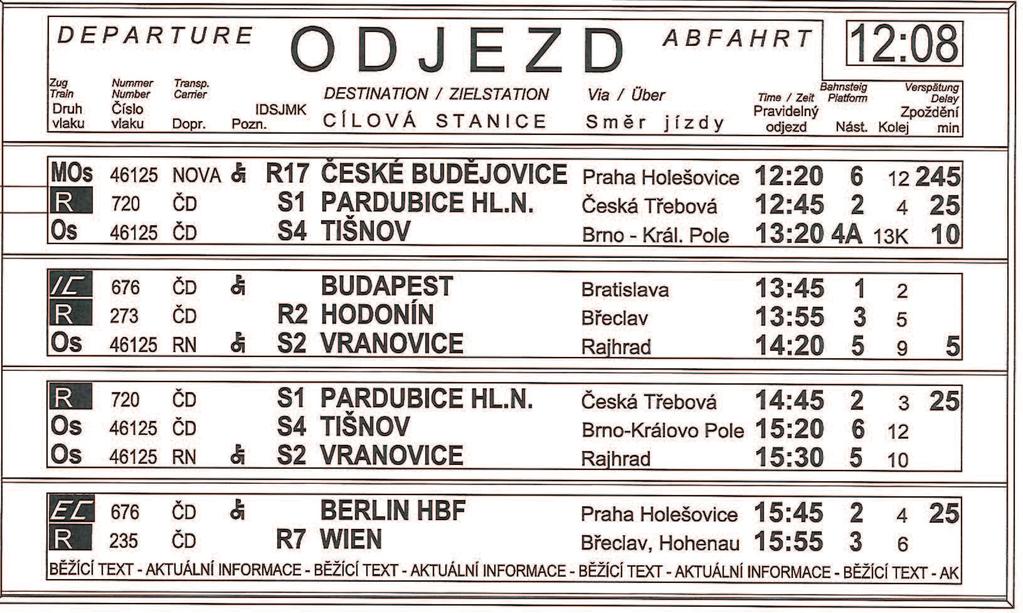 DEPARTURE ODJEZD ABFAHRT 12:08
Zug Nummer Transp. Bahnsteig Verspätung
Train Number Carrier DESTINATION / ZIELSTATION Via / Über Time / Zeit Platform Delay
Druh Číslo IDSJMK Pravidelný Zpoždění
vlaku vlaku Dopr. Pozn. CÍLOVÁ STANICE Směr jízdy odjezd Nást. Kolej min
MOs 46125 NOVA R17 ČESKÉ BUDĚJOVICE Praha Holešovice 12:20 6 12 245
R 720 ČD S1 PARDUBICE HL.N. Česká Třebová 12:45 2 4 25
Os 46125 ČD S4 TIŠNOV Brno - Král. Pole 13:20 4A 13K 10
IC 676 ČD BUDAPEST Bratislava 13:45 1 2
R 273 ČD R2 HODONÍN Břeclav 13:55 3 5
Os 46125 RN S2 VRANOVICE Rajhrad 14:20 5 9 5
R 720 ČD S1 PARDUBICE HL.N. Česká Třebová 14:45 2 3 25
Os 46125 ČD S4 TIŠNOV Brno-Královo Pole 15:20 6 12
Os 46125 RN S2 VRANOVICE Rajhrad 15:30 5 10
EC 676 ČD BERLIN HBF Praha Holešovice 15:45 2 4 25
R 235 ČD R7 WIEN Břeclav, Hohenau 15:55 3 6
BĚŽÍCÍ TEXT - AKTUÁLNÍ INFORMACE - BĚŽÍCÍ TEXT - AKTUÁLNÍ INFORMACE - BĚŽÍCÍ TEXT - AKTUÁLNÍ INFORMACE - BĚŽÍCÍ TEXT - AK